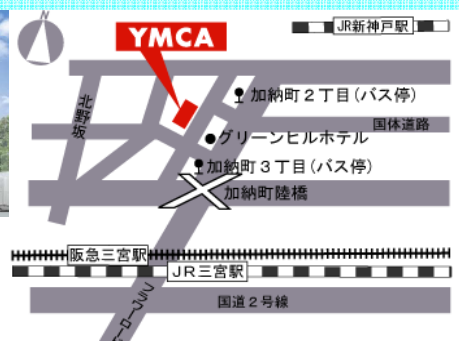 N
YMCA
JR新神戸駅
加納町2丁目(バス停)
北野坂
国体道路
グリーンヒルホテル
加納町3丁目(バス停)
加納町陸橋
阪急三宮駅
JR三宮駅
国道2号線
フラワーロード